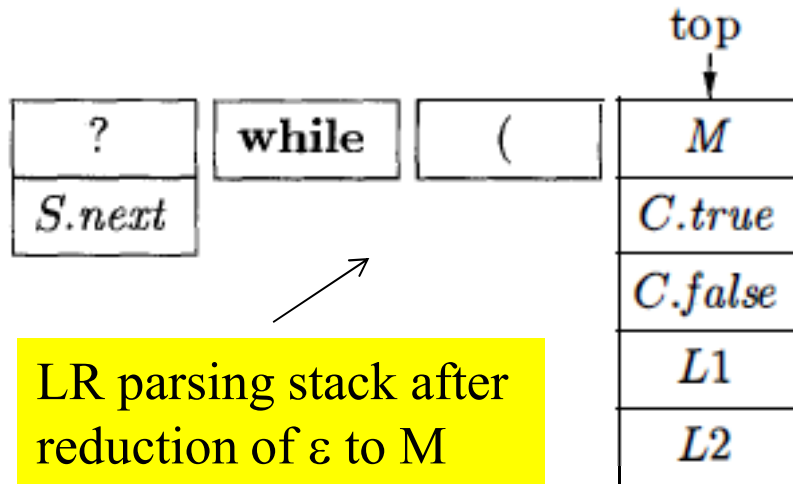 top
? while ( M
S.next C.true
C.false
L1
L2
LR parsing stack after
reduction of ε to M